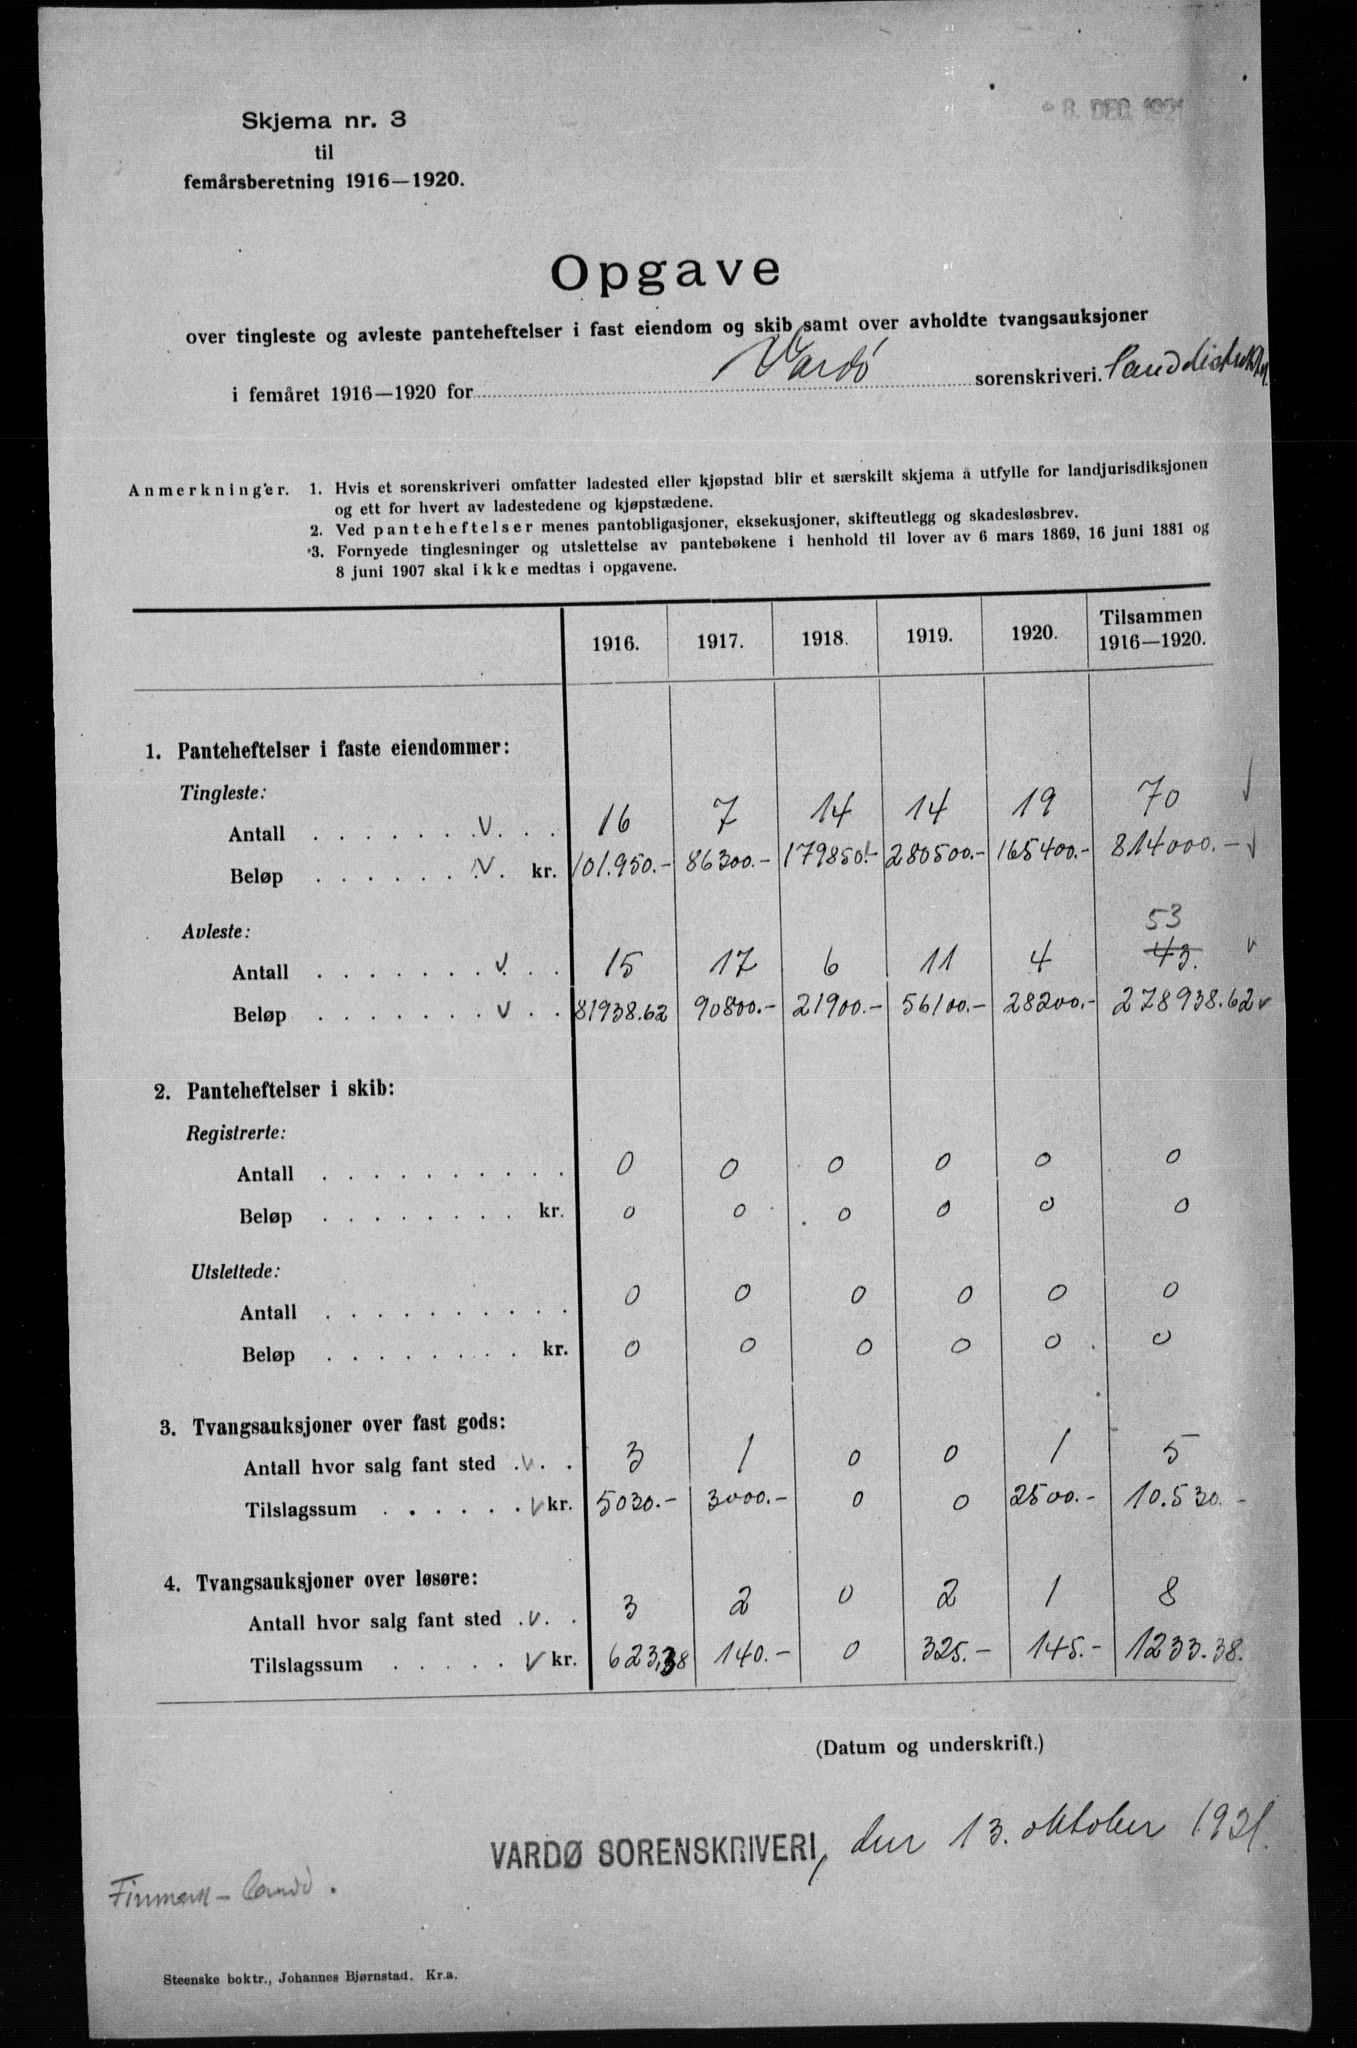 8. DEC. 1921
Skjema nr. 3
til
femårsberetning 1916—1920.
Opgave
over tingleste og avleste panteheftelser i fast eiendom og skib samt over avholdte tvangsauksjoner
i femåret 1916—1920 for Vardø sorenskriveri. Landdistrikt
Anmerkninger. 1. Hvis et sorenskriveri omfatter ladested eller kjøpstad blir et særskilt skjema å utfylle for landjurisdiksjonen
og ett for hvert av ladestedene og kjøpstædene.
2. Ved panteheftelser menes pantobligasjoner, eksekusjoner, skifteutlegg og skadesløsbrev.
3. Fornyede tinglesninger og utslettelse av pantebøkene i henhold til lover av 6 mars 1869, 16 juni 1881 og
8 juni 1907 skal ikke medtas i opgavene.
1916. 1917. 1918. 1919. 1920. Tilsammen
1916—1920.
1. Panteheftelser i faste eiendommer:
Tingleste:
Antall . . . . . . . V . . . 16 7 14 14 19 70 √
Beløp . . . . . . . V . kr. 101.950.- 86300.- 179850.- 280500.- 165400.- 814000.- √
Avleste:
53
Antall . . . . . . . v . . . 15 17 6 11 4 43. v
Beløp . . . . . . . v . . 81938.62 90800.- 21900.- 56100.- 28200.- 278938.62 v
2. Panteheftelser i skib:
Registrerte:
Antall . . . . . . . . . . 0 0 0 0 0 0
Beløp . . . . . . . . kr. 0 0 0 0 0 0
Utslettede:
Antall . . . . . . . . . . 0 0 0 0 0 0
Beløp . . . . . . . . kr. 0 0 0 0 0 0
3. Tvangsauksjoner over fast gods:
Antall hvor salg fant sted . v . . 3 1 0 0 1 5
Tilslagssum . . . . . . v kr. 5030.- 3000.- 0 0 2500.- 10.530.-
4. Tvangsauksjoner over løsøre:
Antall hvor salg fant sted . v . . 3 2 0 2 1 8
Tilslagssum . . . . . v kr. 623,38 140.- 0 325.- 145.- 1233.38.
(Datum og underskrift.)
VARDØ SORENSKRIVERI, den 13. oktober 1921.
Finmark - Land.
Steenske boktr., Johannes Bjørnstad. Kr.a.